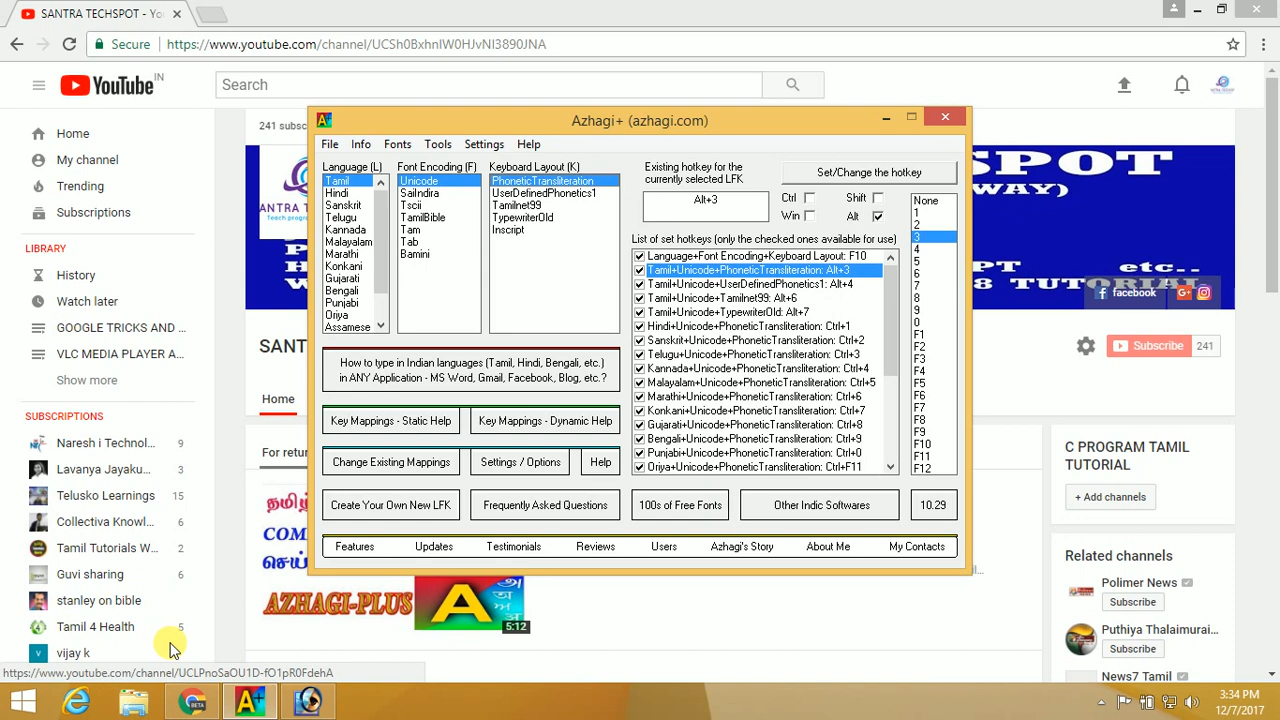 SANTRA TECHSPOT - Yo
Secure
https://www.youtube.com/channel/UCSh0BxhnIW0HJvNI3890JNA
YouTube IN
Search
Home
My channel
Trending
Subscriptions
LIBRARY
History
Watch later
GOOGLE TRICKS AND ...
VLC MEDIA PLAYER A...
Show more
SUBSCRIPTIONS
Naresh i Technol... 9
Lavanya Jayaku... 3
Telusko Learnings 15
Collectiva Knowl... 6
Tamil Tutorials W... 2
Guvi sharing 6
stanley on bible
Tamil 4 Health 5
vijay k
https://www.youtube.com/channel/UCLPnoSaOU1D-fO1pR0FdehA
241 subsc
SANTRA
Home
For retur
தமிழ்
COM
செய்
AZHAGI-PLUS
A
5:12
Azhagi+ (azhagi.com)
File Info Fonts Tools Settings Help
Language (L)
Tamil
Hindi
Sanskrit
Telugu
Kannada
Malayalam
Marathi
Konkani
Gujarati
Bengali
Punjabi
Oriya
Assamese
Font Encoding (F)
Unicode
SaiIndira
Tscii
TamilBible
Tam
Tab
Bamini
Keyboard Layout (K)
PhoneticTransliteration
UserDefinedPhonetics1
Tamilnet99
TypewriterOld
Inscript
Existing hotkey for the
currently selected LFK
Alt+3
Set/Change the hotkey
Ctrl Shift
Win Alt
List of set hotkeys (only the checked ones available for use)
Language+Font Encoding+Keyboard Layout: F10
Tamil+Unicode+PhoneticTransliteration: Alt+3
Tamil+Unicode+UserDefinedPhonetics1: Alt+4
Tamil+Unicode+Tamilnet99: Alt+6
Tamil+Unicode+TypewriterOld: Alt+7
Hindi+Unicode+PhoneticTransliteration: Ctrl+1
Sanskrit+Unicode+PhoneticTransliteration: Ctrl+2
Telugu+Unicode+PhoneticTransliteration: Ctrl+3
Kannada+Unicode+PhoneticTransliteration: Ctrl+4
Malayalam+Unicode+PhoneticTransliteration: Ctrl+5
Marathi+Unicode+PhoneticTransliteration: Ctrl+6
Konkani+Unicode+PhoneticTransliteration: Ctrl+7
Gujarati+Unicode+PhoneticTransliteration: Ctrl+8
Bengali+Unicode+PhoneticTransliteration: Ctrl+9
Punjabi+Unicode+PhoneticTransliteration: Ctrl+0
Oriya+Unicode+PhoneticTransliteration: Ctrl+F11
None
1
2
3
4
5
6
7
8
9
0
F1
F2
F3
F4
F5
F6
F7
F8
F9
F10
F11
F12
How to type in Indian languages (Tamil, Hindi, Bengali, etc.)
in ANY Application - MS Word, Gmail, Facebook, Blog, etc.?
Key Mappings - Static Help
Key Mappings - Dynamic Help
Change Existing Mappings
Settings / Options
Help
Create Your Own New LFK
Frequently Asked Questions
100s of Free Fonts
Other Indic Softwares
10.29
Features Updates Testimonials Reviews Users Azhagi's Story About Me My Contacts
SPOT
WAY)
etc..
8 TUTORIAL
facebook
Subscribe 241
C PROGRAM TAMIL
TUTORIAL
+ Add channels
Related channels
Polimer News
Subscribe
Puthiya Thalaimurai...
Subscribe
News7 Tamil
BETA
3:34 PM
12/7/2017